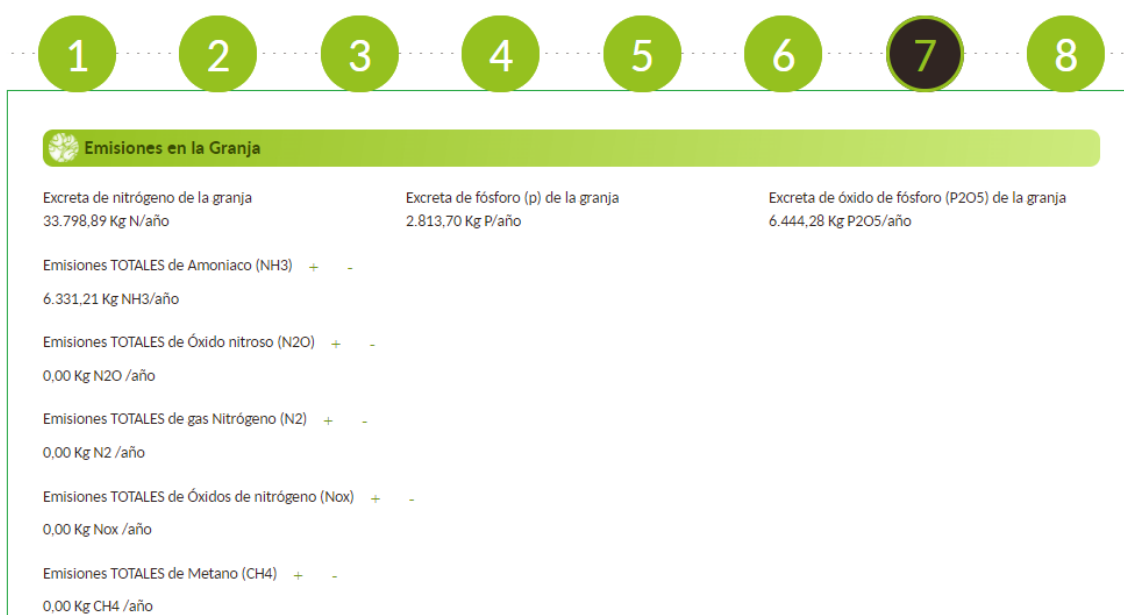 1 2 3 4 5 6 7 8
Emisiones en la Granja
Excreta de nitrógeno de la granja Excreta de fósforo (p) de la granja Excreta de óxido de fósforo (P2O5) de la granja
33.798,89 Kg N/año 2.813,70 Kg P/año 6.444,28 Kg P2O5/año
Emisiones TOTALES de Amoniaco (NH3) + -
6.331,21 Kg NH3/año
Emisiones TOTALES de Óxido nitroso (N2O) + -
0,00 Kg N2O /año
Emisiones TOTALES de gas Nitrógeno (N2) + -
0,00 Kg N2 /año
Emisiones TOTALES de Óxidos de nitrógeno (Nox) + -
0,00 Kg Nox /año
Emisiones TOTALES de Metano (CH4) + -
0,00 Kg CH4 /año